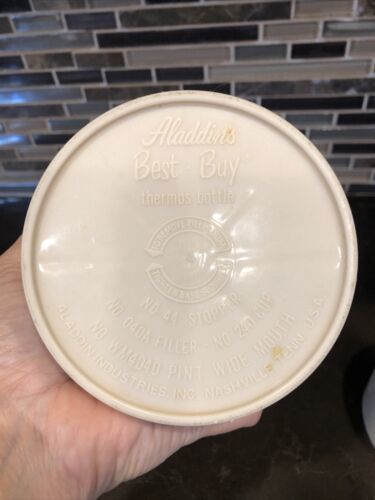 Aladdin's
Best Buy
thermos bottle
NO 44 STOPPER
NO 040A FILLER - NO 20 CUP
NO WM4040 PINT WIDE MOUTH
ALADDIN INDUSTRIES, INC. NASHVILLE, TENN. U.S.A.